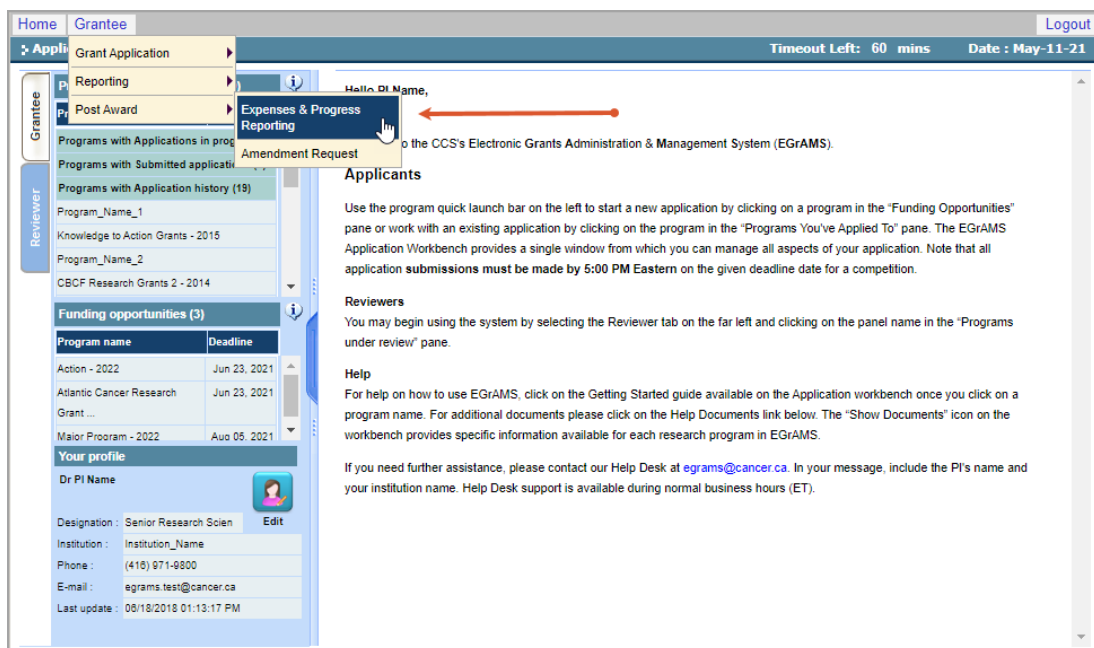 Home Grantee Logout
Appli Timeout Left: 60 mins Date : May-11-21
Grant Application
Reporting
Post Award
Expenses & Progress
Reporting
Amendment Request
Grantee
Reviewer
Programs with Applications in prog
Programs with Submitted applicati
Programs with Application history (19)
Program_Name_1
Knowledge to Action Grants - 2015
Program_Name_2
CBCF Research Grants 2 - 2014
Funding opportunities (3)
Program name Deadline
Action - 2022 Jun 23, 2021
Atlantic Cancer Research Jun 23, 2021
Grant ...
Major Program - 2022 Aug 05, 2021
Your profile
Dr PI Name
Edit
Designation : Senior Research Scien
Institution : Institution_Name
Phone : (416) 971-9800
E-mail : egrams.test@cancer.ca
Last update : 06/18/2018 01:13:17 PM
Hello PI Name,
o the CCS's Electronic Grants Administration & Management System (EGrAMS).
Applicants
Use the program quick launch bar on the left to start a new application by clicking on a program in the “Funding Opportunities”
pane or work with an existing application by clicking on the program in the “Programs You've Applied To” pane. The EGrAMS
Application Workbench provides a single window from which you can manage all aspects of your application. Note that all
application submissions must be made by 5:00 PM Eastern on the given deadline date for a competition.
Reviewers
You may begin using the system by selecting the Reviewer tab on the far left and clicking on the panel name in the “Programs
under review” pane.
Help
For help on how to use EGrAMS, click on the Getting Started guide available on the Application workbench once you click on a
program name. For additional documents please click on the Help Documents link below. The “Show Documents” icon on the
workbench provides specific information available for each research program in EGrAMS.
If you need further assistance, please contact our Help Desk at egrams@cancer.ca. In your message, include the PI's name and
your institution name. Help Desk support is available during normal business hours (ET).